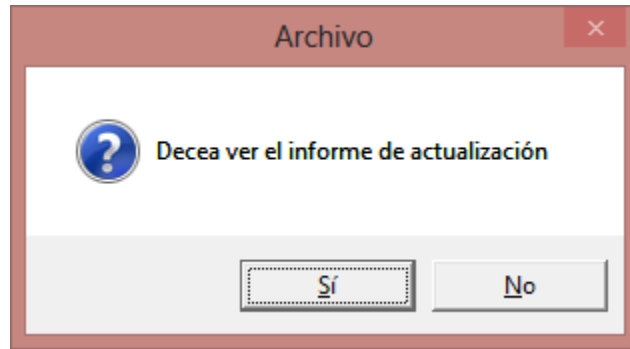 Archivo
Decea ver el informe de actualización
Sí
No